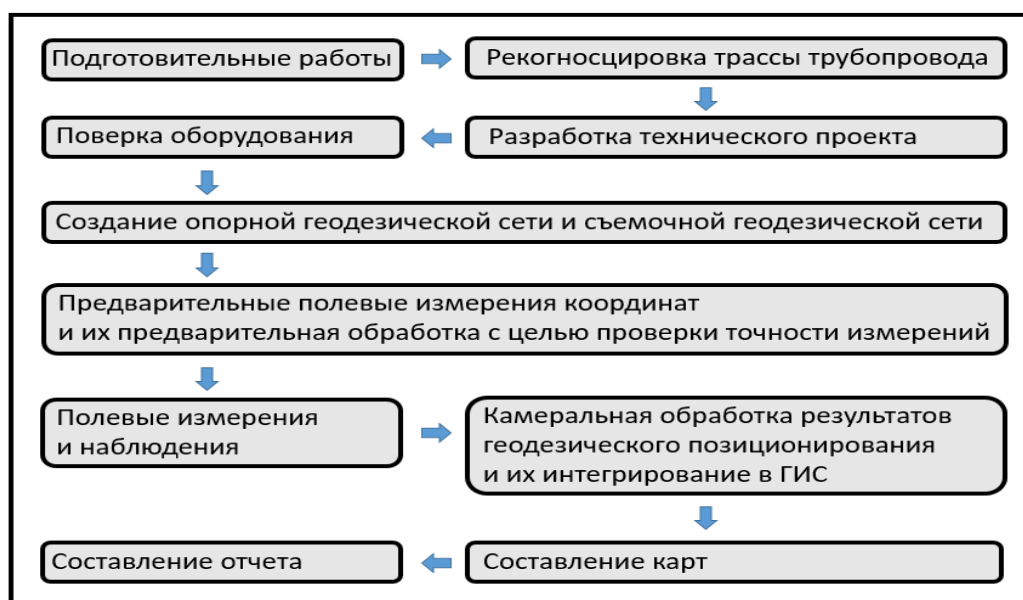 Подготовительные работы
Рекогносцировка трассы трубопровода
Поверка оборудования
Разработка технического проекта
Создание опорной геодезической сети и съемочной геодезической сети
Предварительные полевые измерения координат
и их предварительная обработка с целью проверки точности измерений
Полевые измерения
и наблюдения
Камеральная обработка результатов
геодезического позиционирования
и их интегрирование в ГИС
Составление отчета
Составление карт